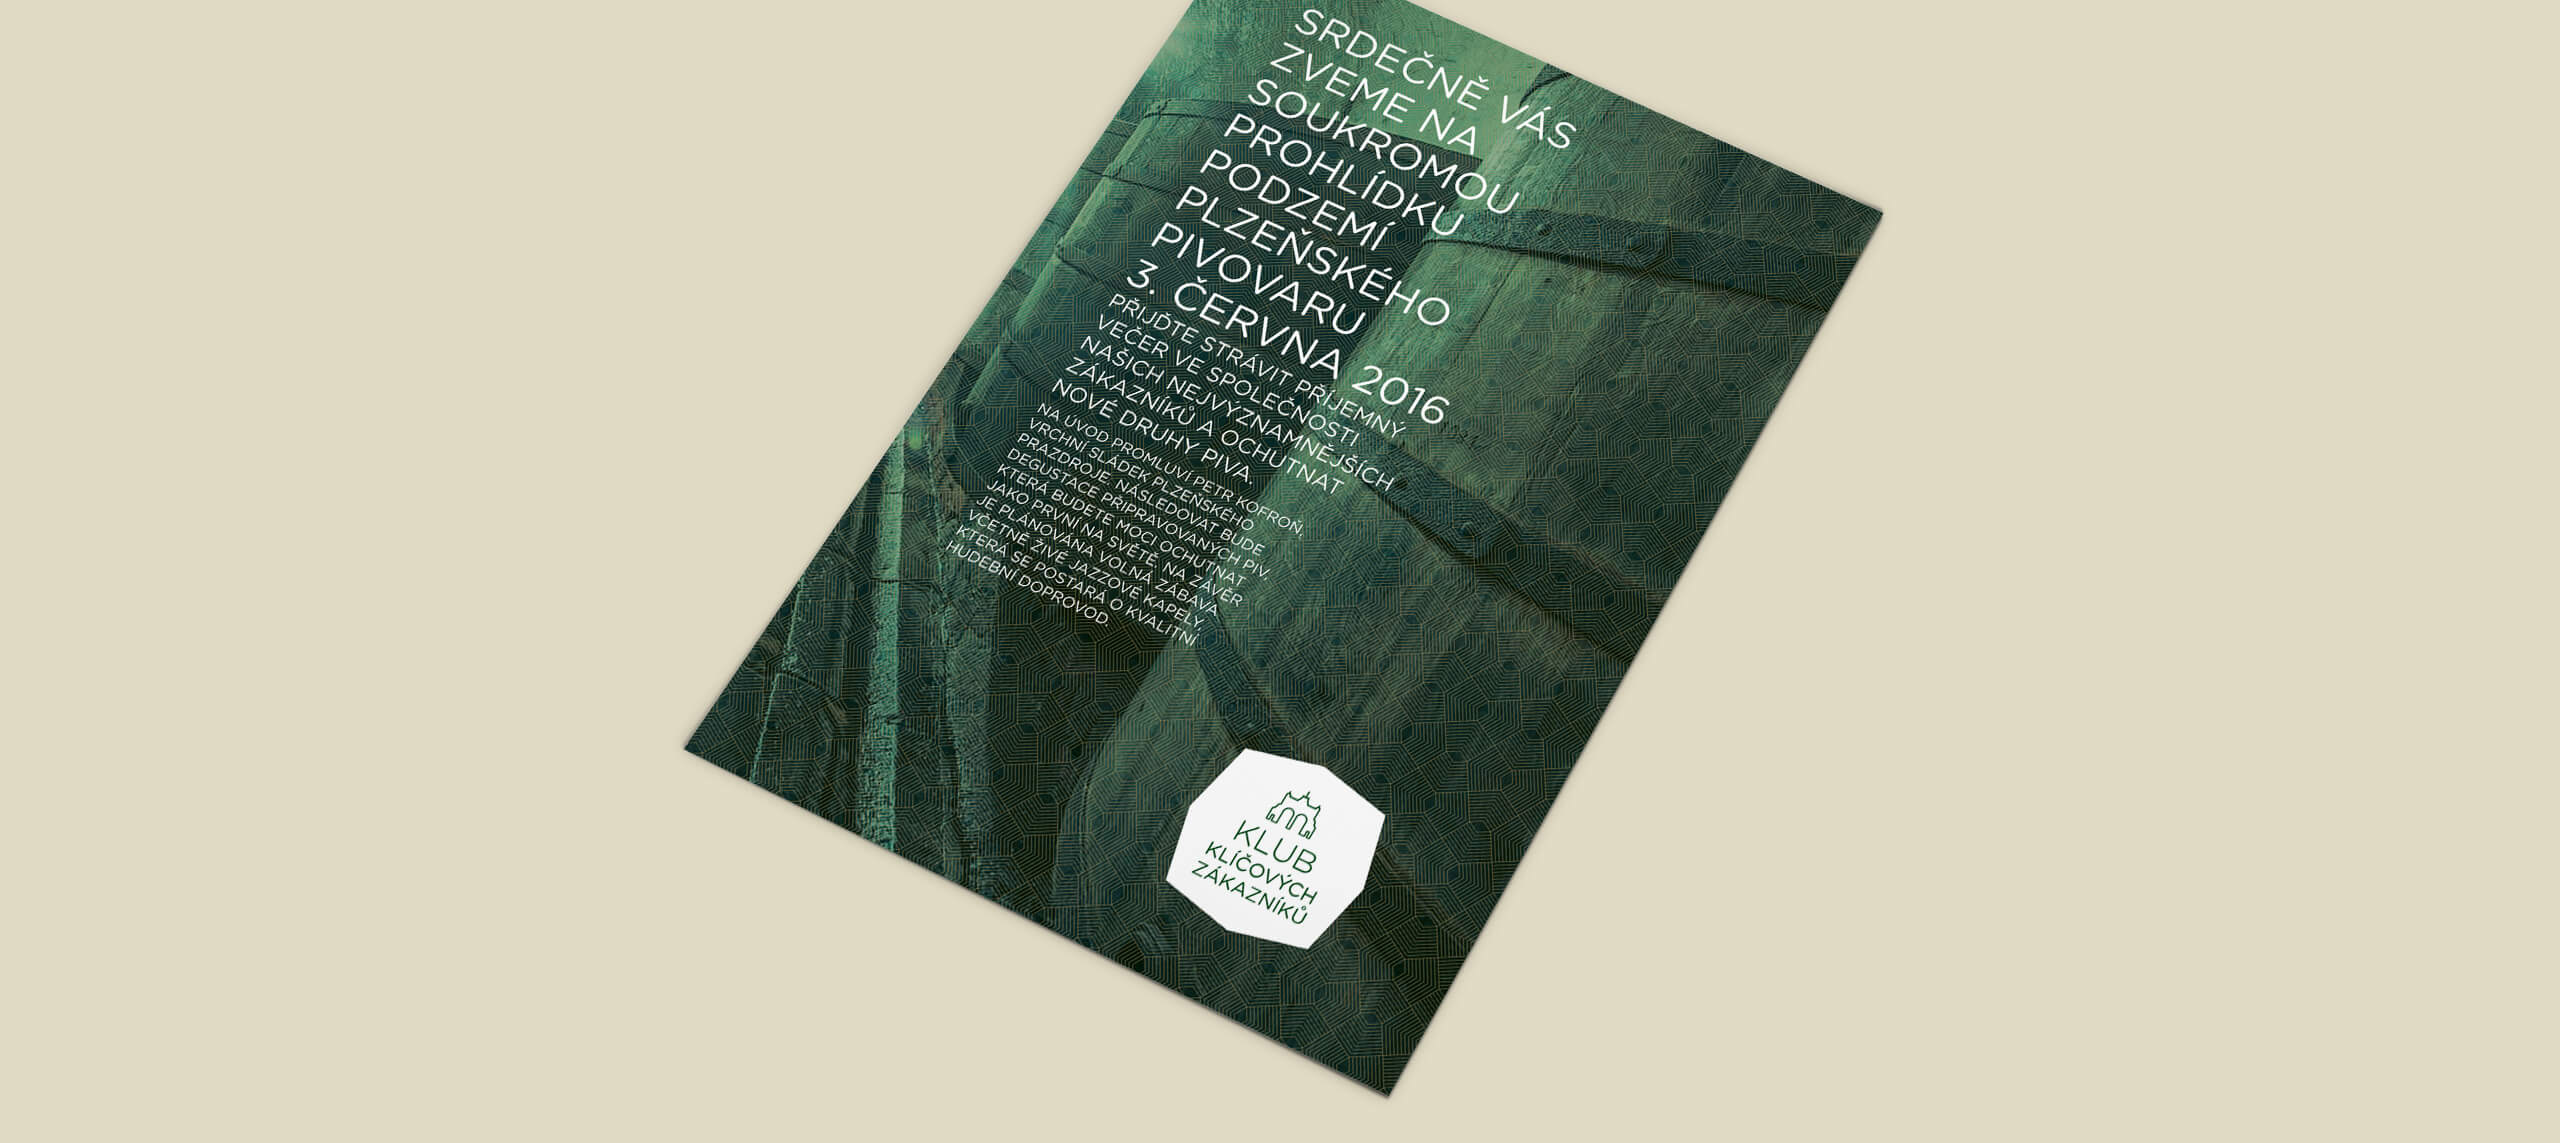 SRDEČNĚ VÁS
ZVEME NA
SOUKROMOU
PROHLÍDKU
PODZEMÍ
PLZEŇSKÉHO
PIVOVARU
3. ČERVNA 2016
PŘIJĎTE STRÁVIT PŘÍJEMNÝ
VEČER VE SPOLEČNOSTI
NAŠICH NEJVÝZNAMNĚJŠÍCH
ZÁKAZNÍKŮ A OCHUTNAT
NOVÉ DRUHY PIVA.
NA ÚVOD PROMLUVÍ PETR KOFROŇ,
VRCHNÍ SLÁDEK PLZEŇSKÉHO
PRAZDROJE. NÁSLEDOVAT BUDE
DEGUSTACE PŘIPRAVOVANÝCH PIV,
KTERÁ BUDETE MOCI OCHUTNAT
JAKO PRVNÍ NA SVĚTĚ. NA ZÁVĚR
JE PLÁNOVÁNA VOLNÁ ZÁBAVA
VČETNĚ ŽIVÉ JAZZOVÉ KAPELY,
KTERÁ SE POSTARÁ O KVALITNÍ
HUDEBNÍ DOPROVOD.
KLUB
KLÍČOVÝCH
ZÁKAZNÍKŮ